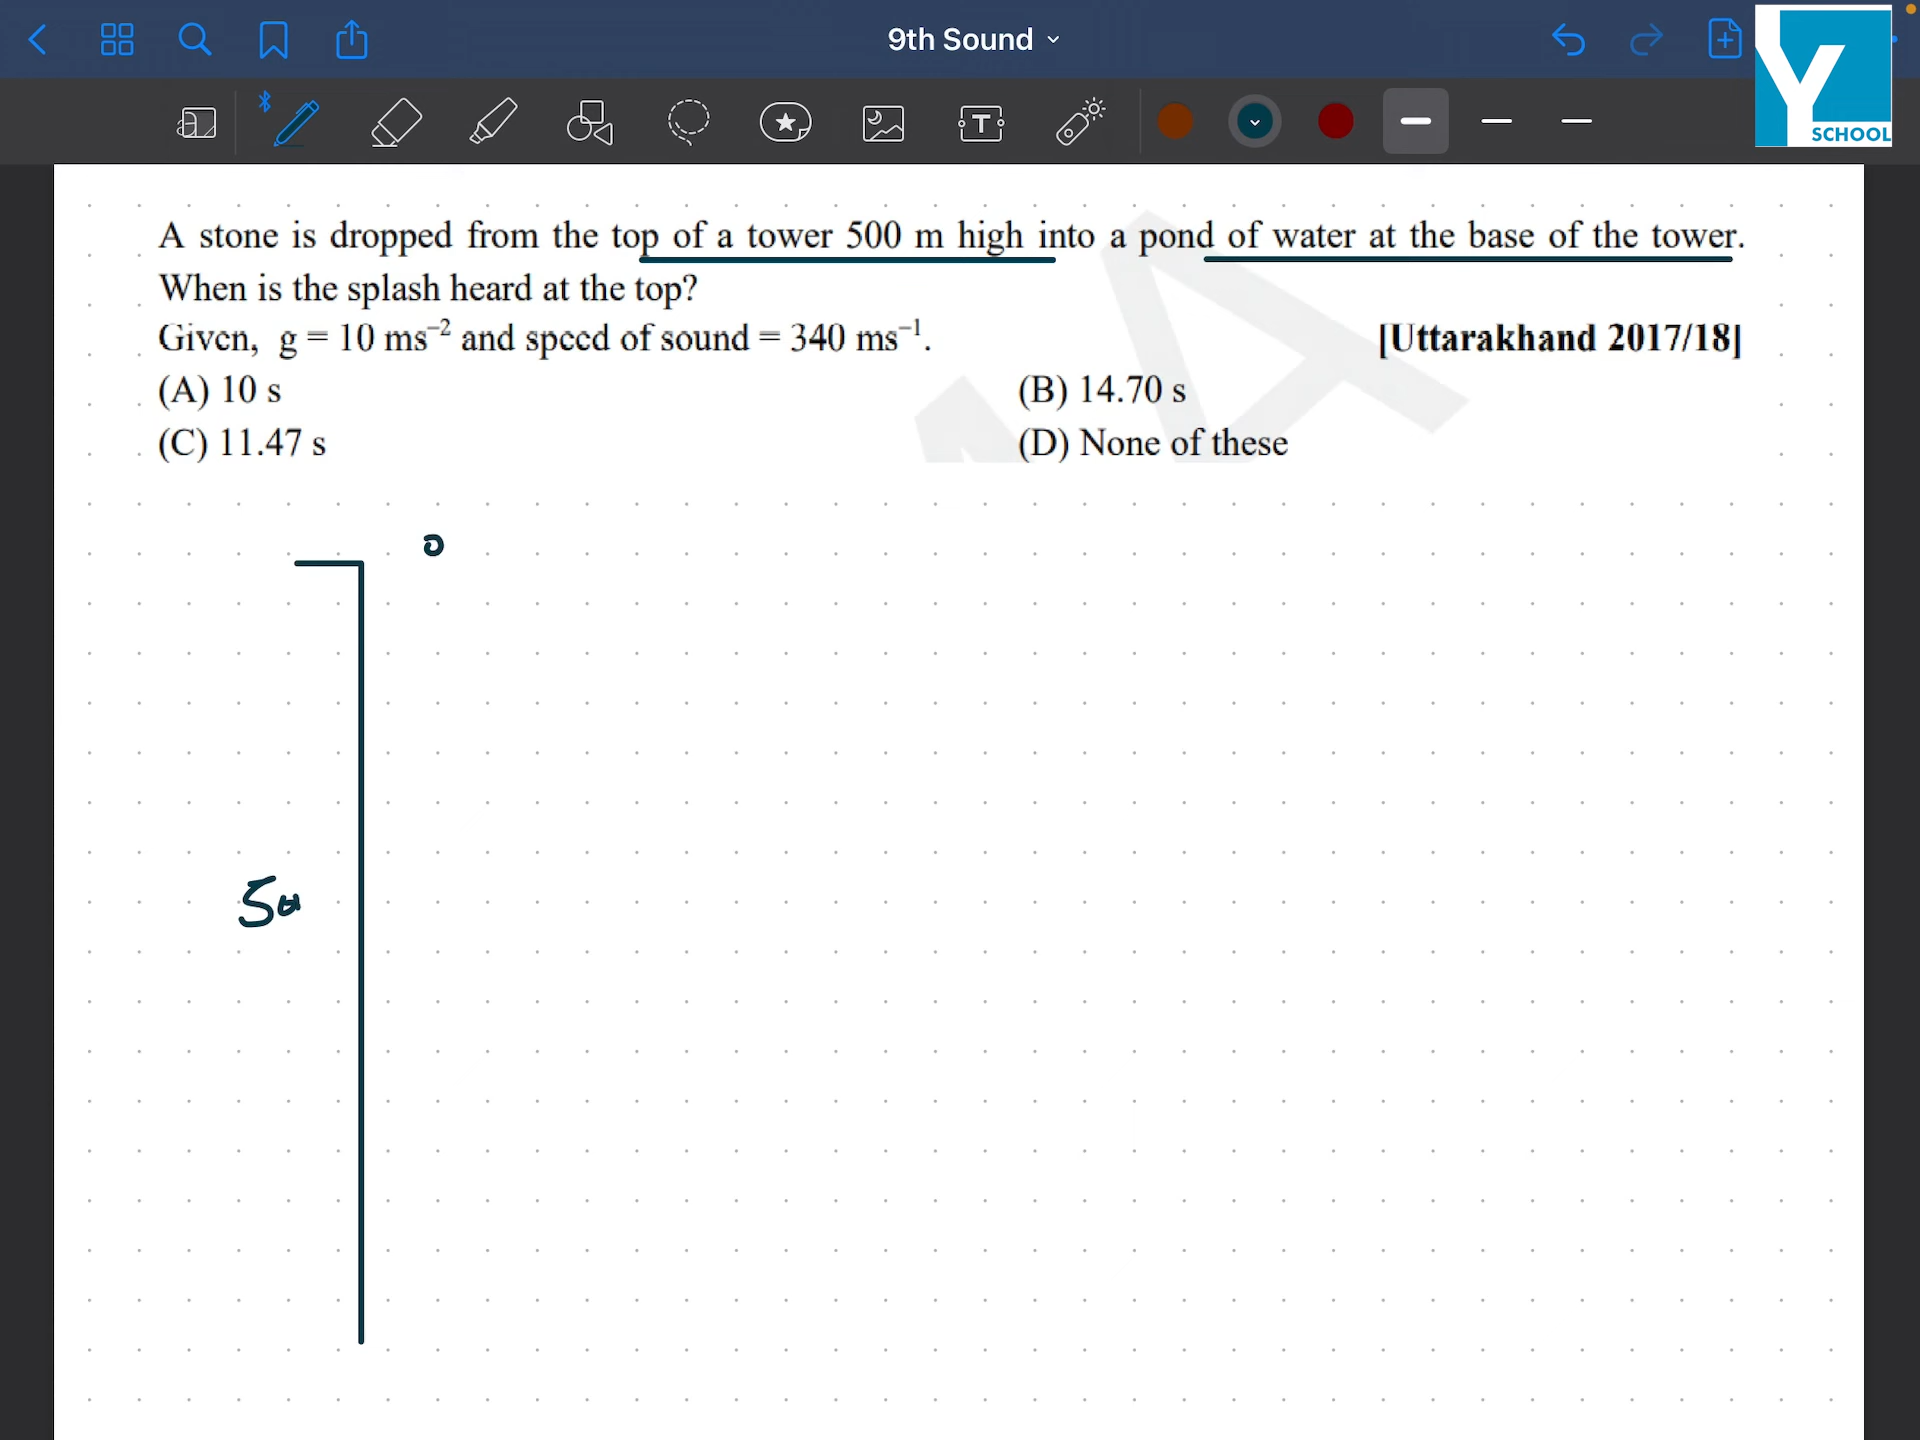 9th Sound
Y SCHOOL
A stone is dropped from the top of a tower 500 m high into a pond of water at the base of the tower.
When is the splash heard at the top?
Given, g = 10 ms⁻² and speed of sound = 340 ms⁻¹.
[Uttarakhand 2017/18]
(A) 10 s
(B) 14.70 s
(C) 11.47 s
(D) None of these
500